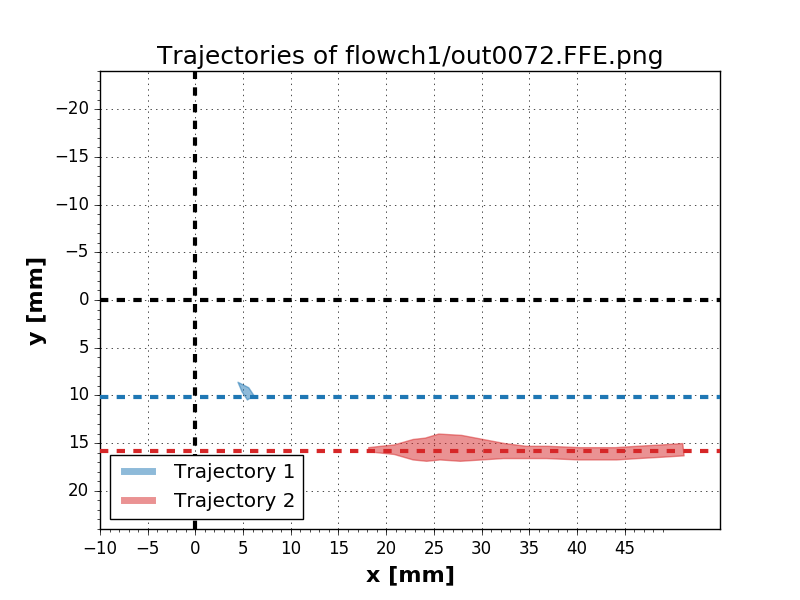 Trajectories of flowch1/out0072.FFE.png
y [mm]
−20
−15
−10
−5
0
5
10
15
20
Trajectory 1
Trajectory 2
−10 −5 0 5 10 15 20 25 30 35 40 45
x [mm]